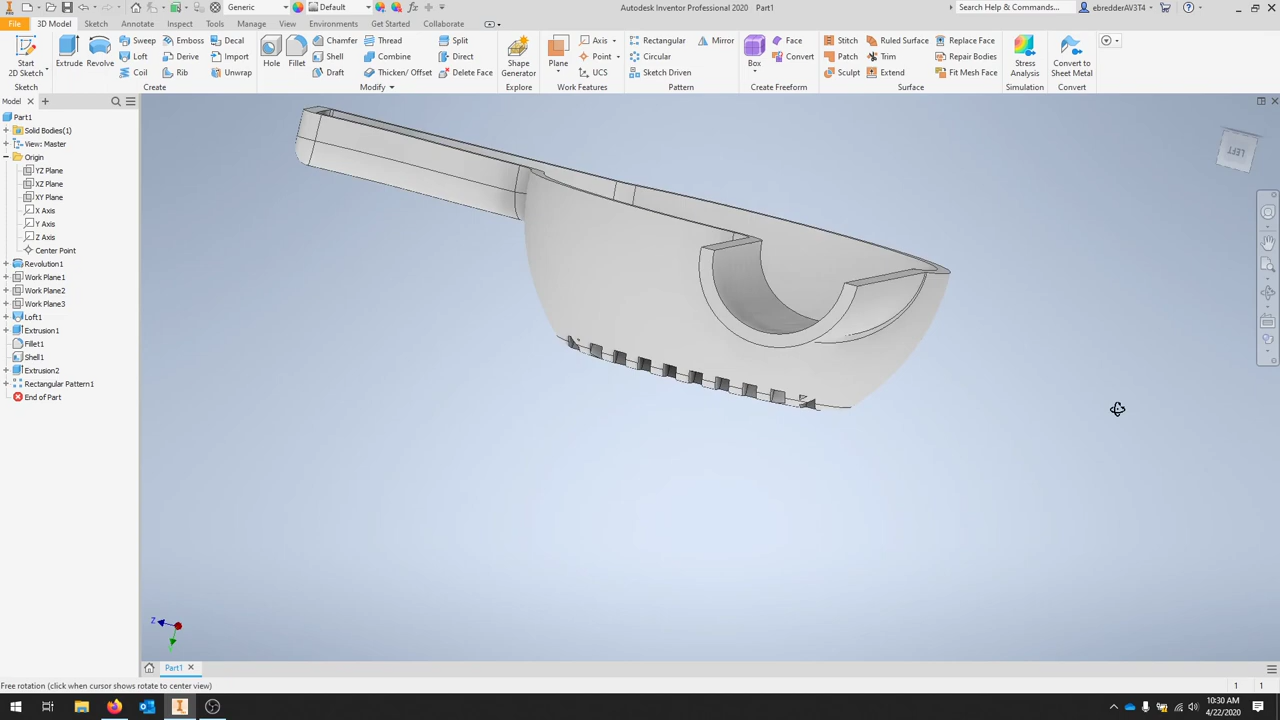 Generic
Default
Autodesk Inventor Professional 2020 Part1
Search Help & Commands...
ebredderAV3T4
File 3D Model Sketch Annotate Inspect Tools Manage View Environments Get Started Collaborate
Start
2D Sketch
Sketch
Extrude
Revolve
Sweep
Loft
Coil
Emboss
Derive
Rib
Decal
Import
Unwrap
Create
Hole
Fillet
Chamfer
Shell
Draft
Thread
Combine
Thicken/ Offset
Split
Direct
Delete Face
Modify
Shape
Generator
Explore
Plane
Axis
Point
UCS
Work Features
Rectangular
Circular
Sketch Driven
Mirror
Pattern
Box
Face
Convert
Create Freeform
Stitch
Patch
Sculpt
Ruled Surface
Trim
Extend
Replace Face
Repair Bodies
Fit Mesh Face
Surface
Stress
Analysis
Simulation
Convert to
Sheet Metal
Convert
Model
Part1
Solid Bodies(1)
View: Master
Origin
YZ Plane
XZ Plane
XY Plane
X Axis
Y Axis
Z Axis
Center Point
Revolution1
Work Plane1
Work Plane2
Work Plane3
Loft1
Extrusion1
Fillet1
Shell1
Extrusion2
Rectangular Pattern1
End of Part
LEFT
Z
Part1
Free rotation (click when cursor shows rotate to center view)
1 1
10:30 AM
4/22/2020